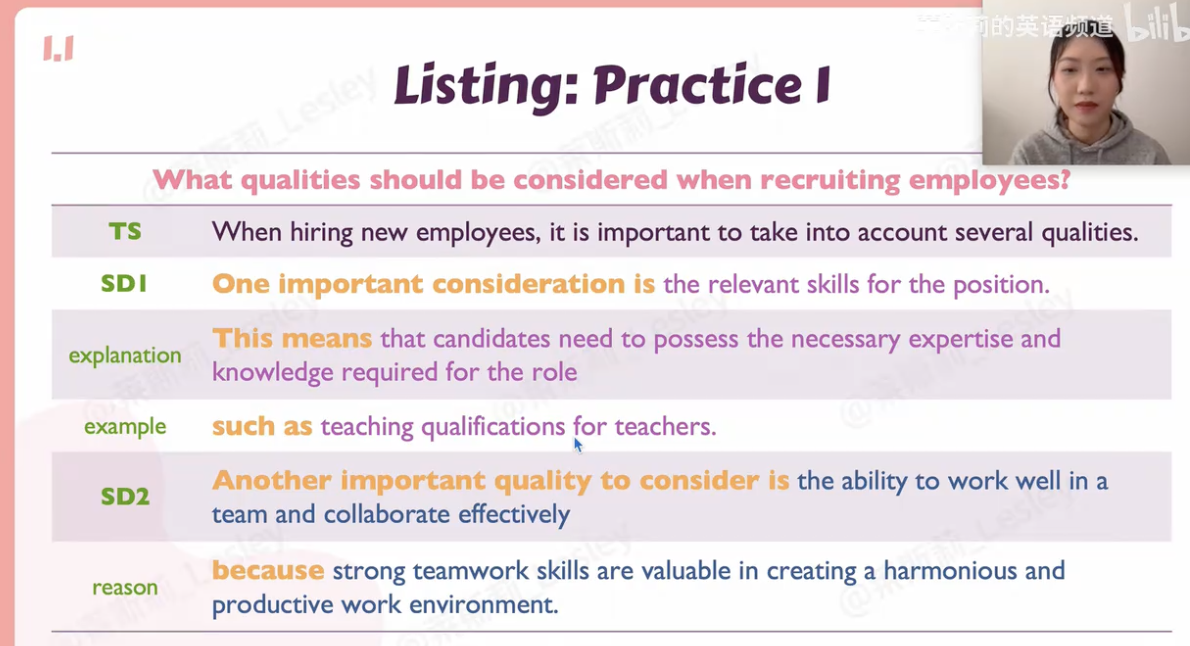 莉的英语频道 bilib
1.1
Listing: Practice 1
What qualities should be considered when recruiting employees?
TS
When hiring new employees, it is important to take into account several qualities.
SD1
One important consideration is the relevant skills for the position.
explanation
This means that candidates need to possess the necessary expertise and
knowledge required for the role
example
such as teaching qualifications for teachers.
SD2
Another important quality to consider is the ability to work well in a
team and collaborate effectively
reason
because strong teamwork skills are valuable in creating a harmonious and
productive work environment.
@莱斯莉_Lesley